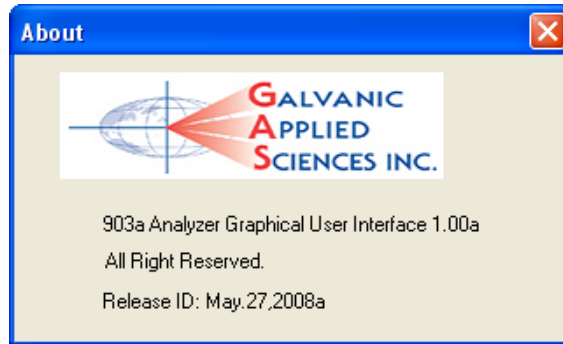 About
GALVANIC
APPLIED
SCIENCES INC.
903a Analyzer Graphical User Interface 1.00a
All Right Reserved.
Release ID: May.27,2008a